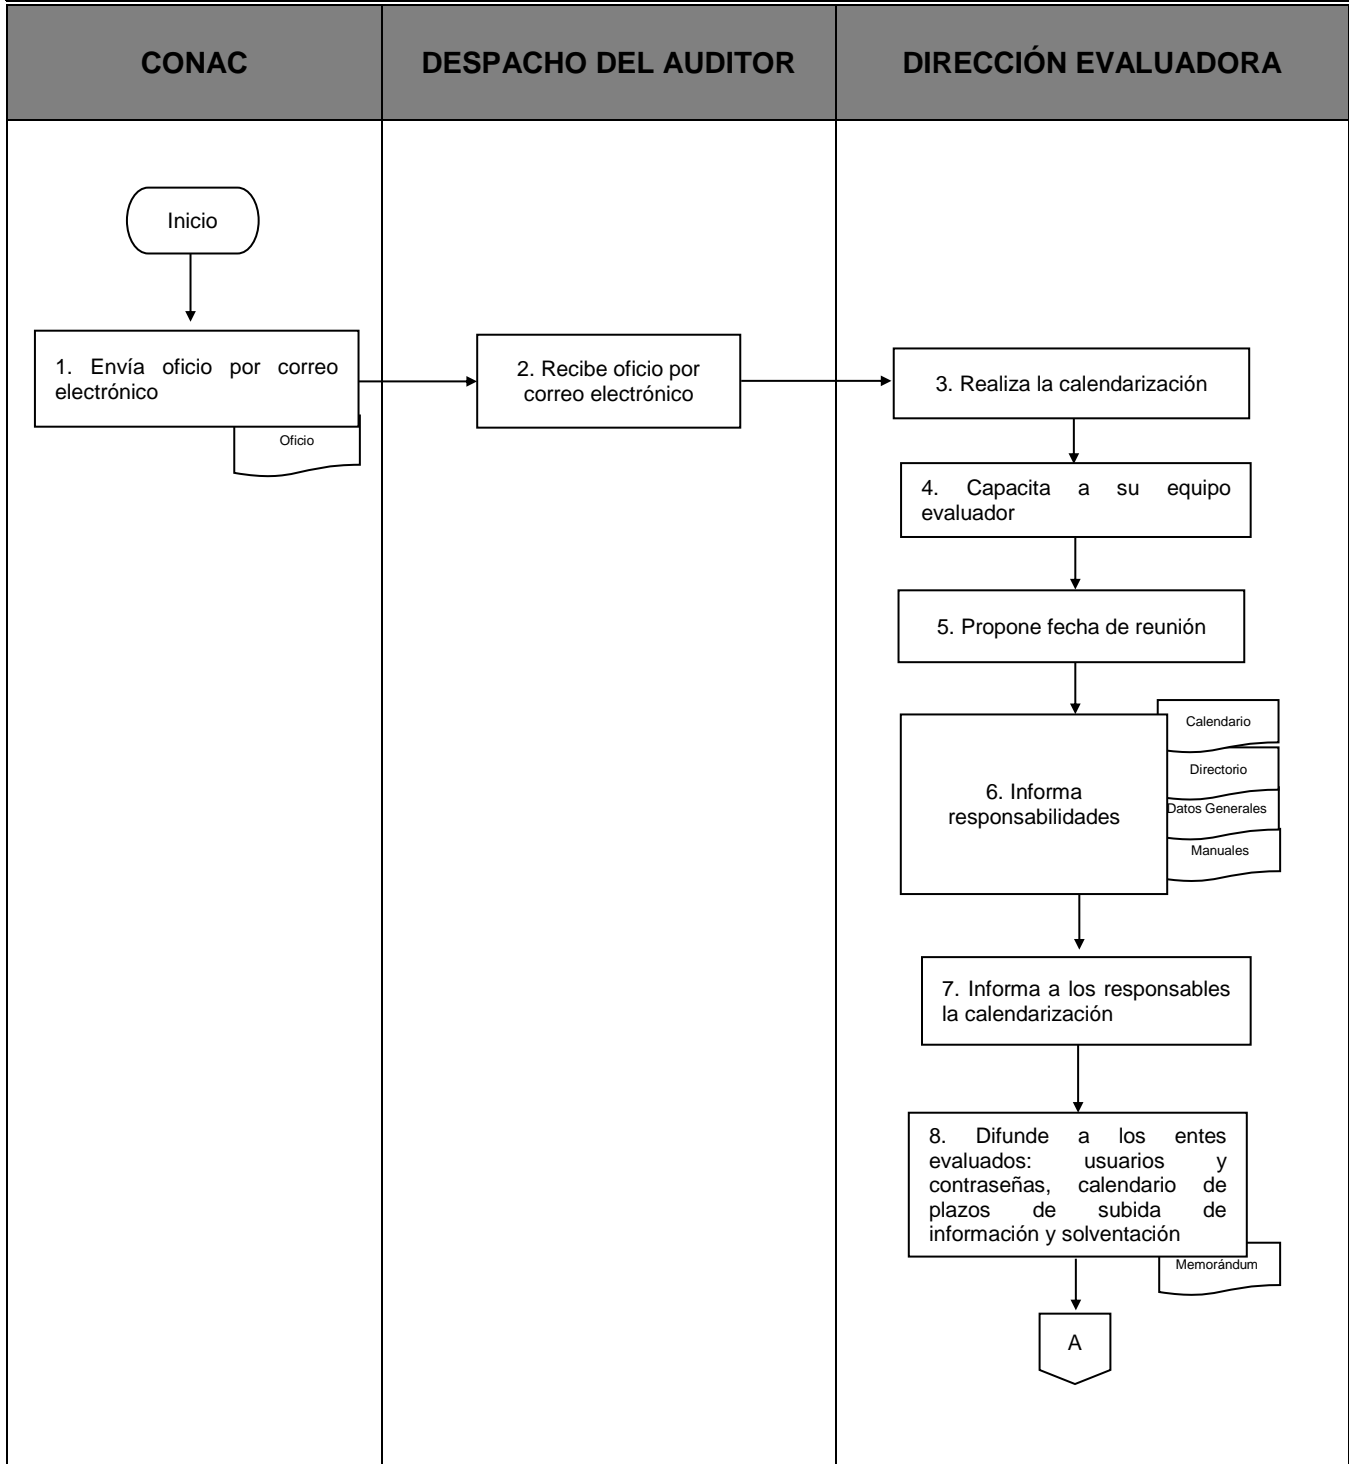 CONAC
DESPACHO DEL AUDITOR
DIRECCIÓN EVALUADORA
Inicio
1. Envía oficio por correo
electrónico
Oficio
2. Recibe oficio por
correo electrónico
3. Realiza la calendarización
4. Capacita a su equipo
evaluador
5. Propone fecha de reunión
6. Informa
responsabilidades
Calendario
Directorio
Datos Generales
Manuales
7. Informa a los responsables
la calendarización
8. Difunde a los entes
evaluados: usuarios y
contraseñas, calendario de
plazos de subida de
información y solventación
Memorándum
A